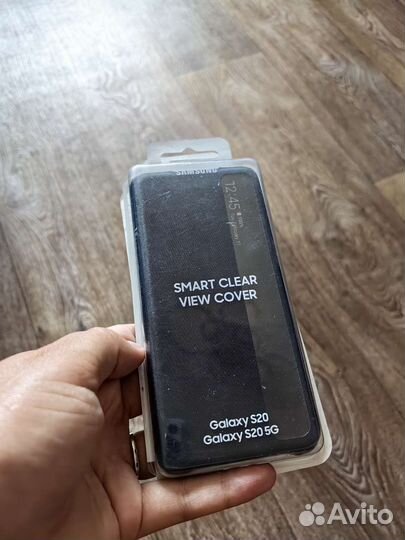 SAMSUNG
12:45
SMART CLEAR
VIEW COVER
Galaxy S20
Galaxy S20 5G
Avito